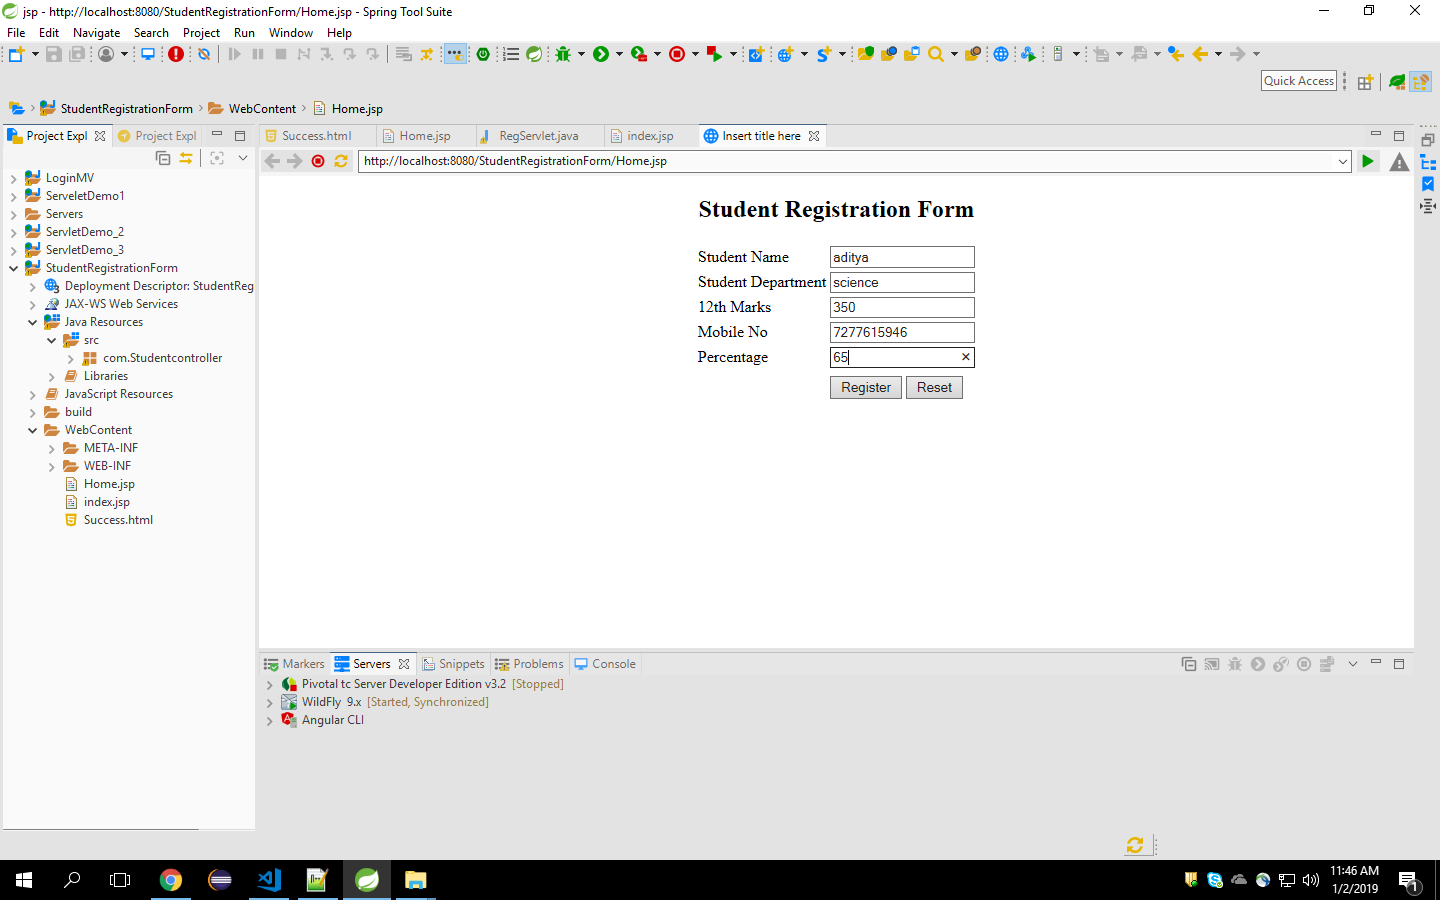 jsp - http://localhost:8080/StudentRegistrationForm/Home.jsp - Spring Tool Suite
File Edit Navigate Search Project Run Window Help
Quick Access
StudentRegistrationForm WebContent Home.jsp
Project Expl Project Expl
Success.html Home.jsp RegServlet.java index.jsp Insert title here
http://localhost:8080/StudentRegistrationForm/Home.jsp
LoginMV
ServeletDemo1
Servers
ServletDemo_2
ServletDemo_3
StudentRegistrationForm
Deployment Descriptor: StudentReg
JAX-WS Web Services
Java Resources
src
com.Studentcontroller
Libraries
JavaScript Resources
build
WebContent
META-INF
WEB-INF
Home.jsp
index.jsp
Success.html
Student Registration Form
Student Name aditya
Student Department science
12th Marks 350
Mobile No 7277615946
Percentage 65
Register Reset
Markers Servers Snippets Problems Console
Pivotal tc Server Developer Edition v3.2 [Stopped]
WildFly 9.x [Started, Synchronized]
Angular CLI
11:46 AM
1/2/2019
1